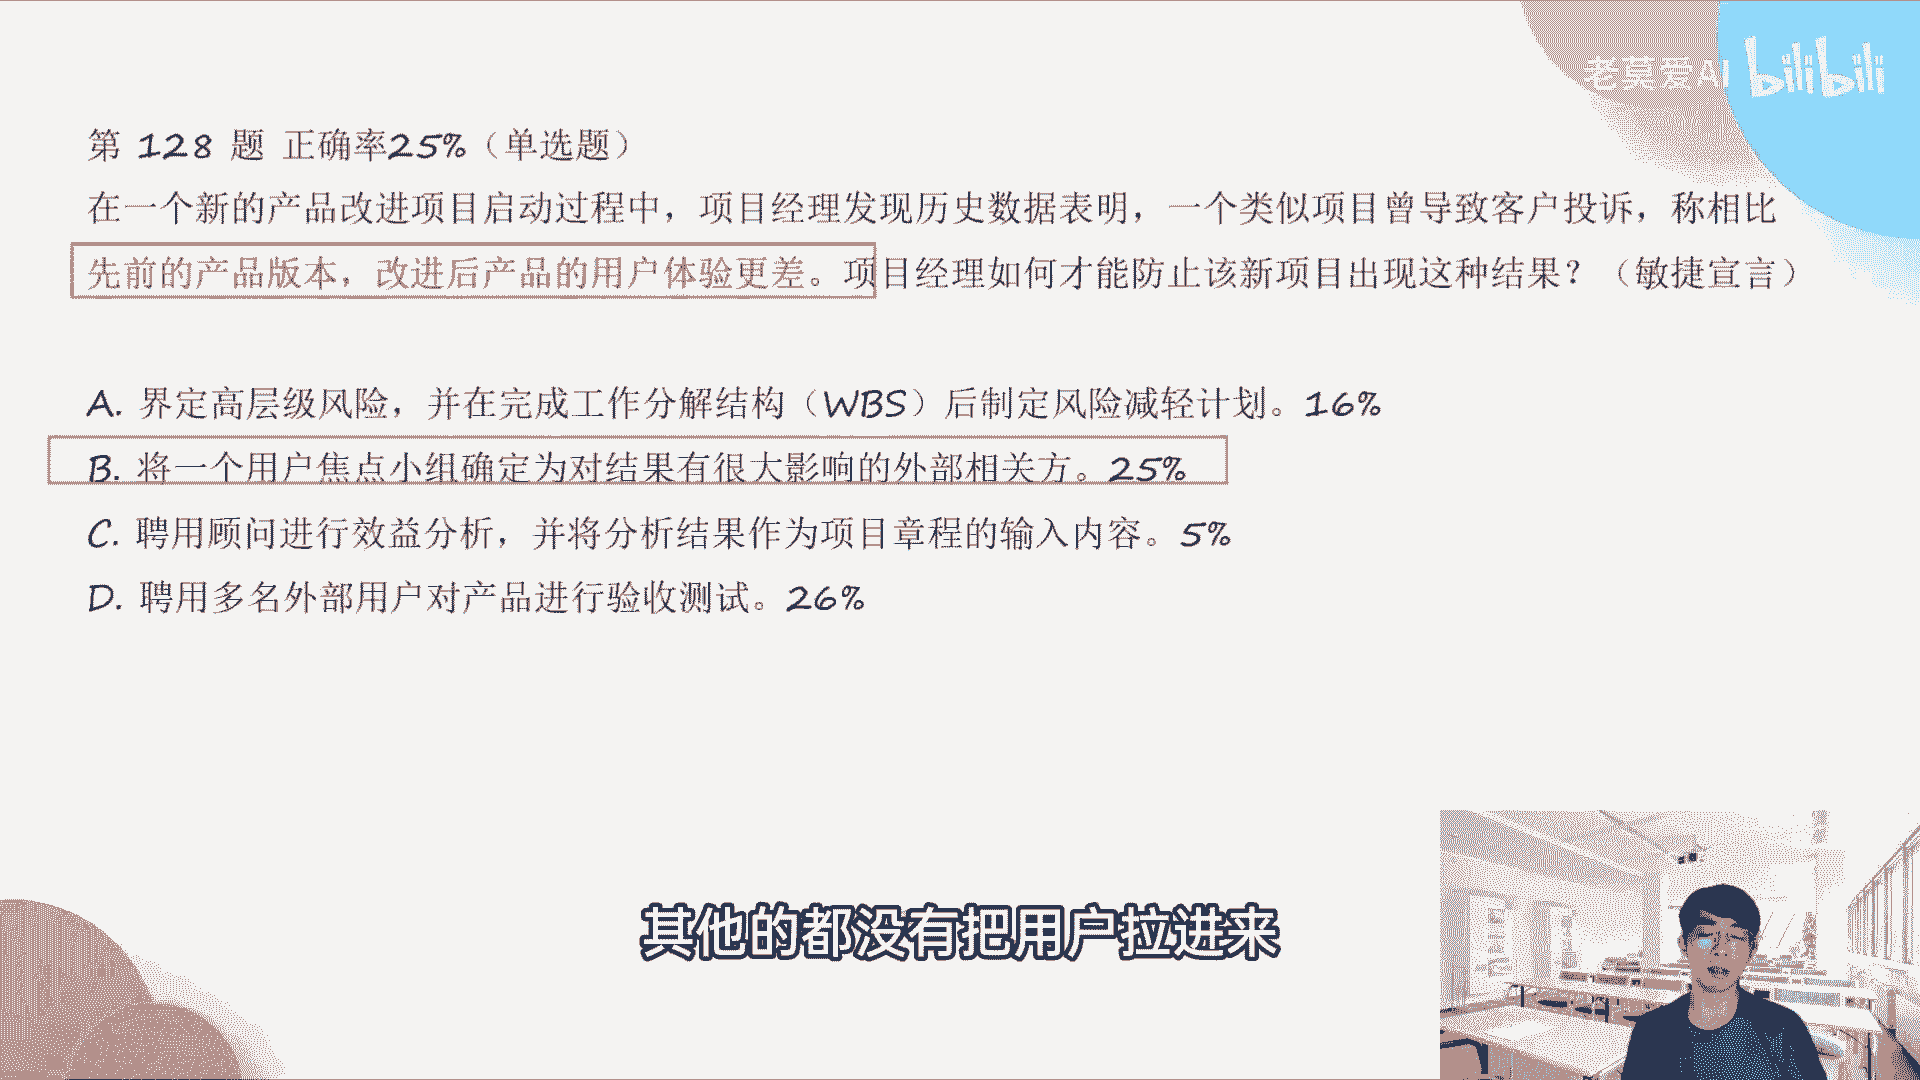 老莫爱AI bilibili
第 128 题 正确率25%（单选题）
在一个新的产品改进项目启动过程中，项目经理发现历史数据表明，一个类似项目曾导致客户投诉，称相比
先前的产品版本，改进后产品的用户体验更差。项目经理如何才能防止该新项目出现这种结果？（敏捷宣言）
A. 界定高层级风险，并在完成工作分解结构（WBS）后制定风险减轻计划。16%
B. 将一个用户焦点小组确定为对结果有很大影响的外部相关方。25%
C. 聘用顾问进行效益分析，并将分析结果作为项目章程的输入内容。5%
D. 聘用多名外部用户对产品进行验收测试。26%
其他的都没有把用户拉进来